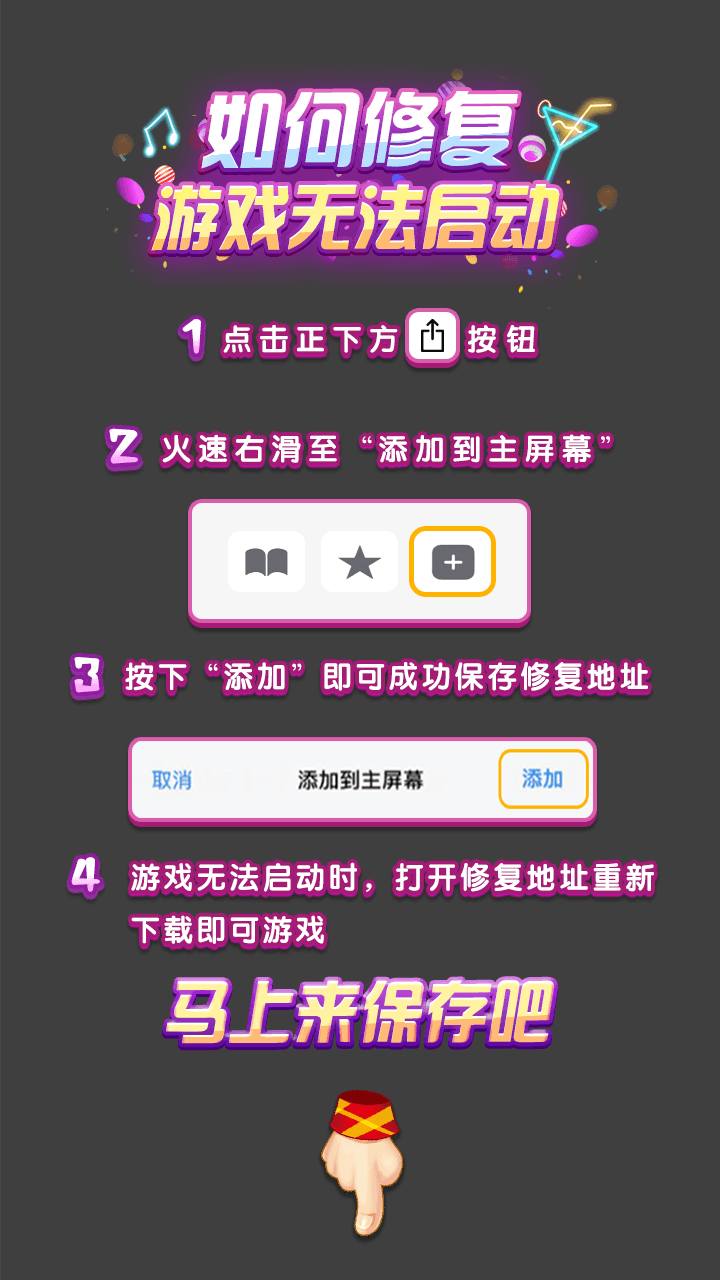 如何修复
游戏无法启动
1 点击正下方 按钮
2 火速右滑至“添加到主屏幕”
3 按下“添加”即可成功保存修复地址
取消 添加到主屏幕 添加
4 游戏无法启动时，打开修复地址重新
下载即可游戏
马上来保存吧